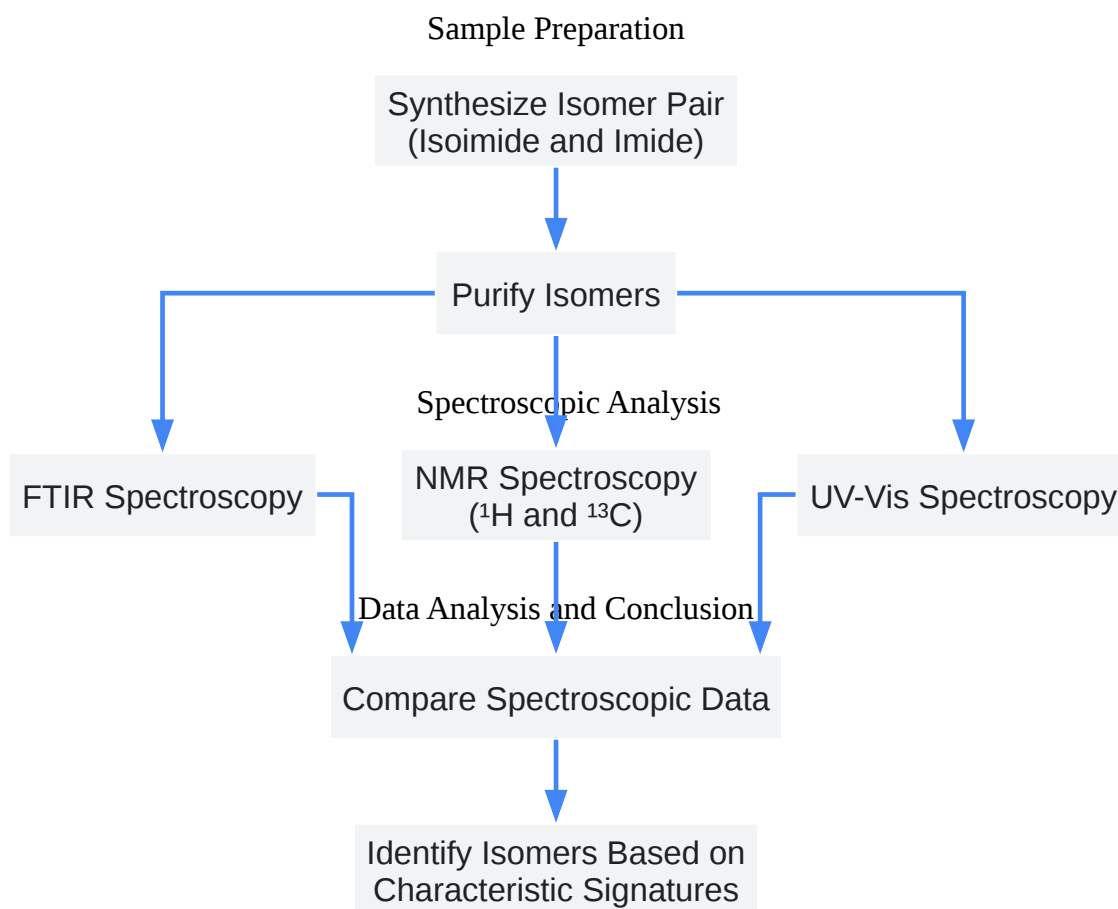 Sample Preparation
Synthesize Isomer Pair
(Isoimide and Imide)
Purify Isomers
Spectroscopic Analysis
FTIR Spectroscopy
NMR Spectroscopy
(¹H and ¹³C)
UV-Vis Spectroscopy
Data Analysis and Conclusion
Compare Spectroscopic Data
Identify Isomers Based on
Characteristic Signatures